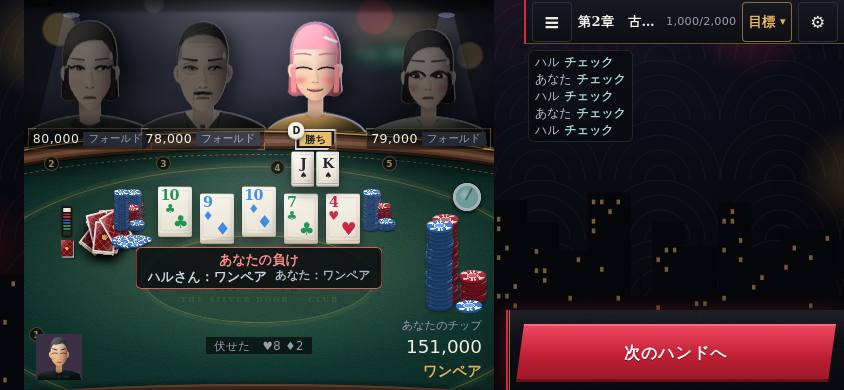 第2章 古… 1,000/2,000 目標 ▾
ハル チェック
あなた チェック
ハル チェック
あなた チェック
ハル チェック
80,000 フォールド
78,000 フォールド
D
勝ち
79,000 フォールド
2
3
4
5
J♠ K♠
10♣ 9♦ 10♦ 7♣ 4♥
あなたの負け
ハルさん：ワンペア あなた：ワンペア
THE SILVER DOOR CLUB
伏せた ♥8 ♦2
あなたのチップ
151,000
ワンペア
1
次のハンドへ